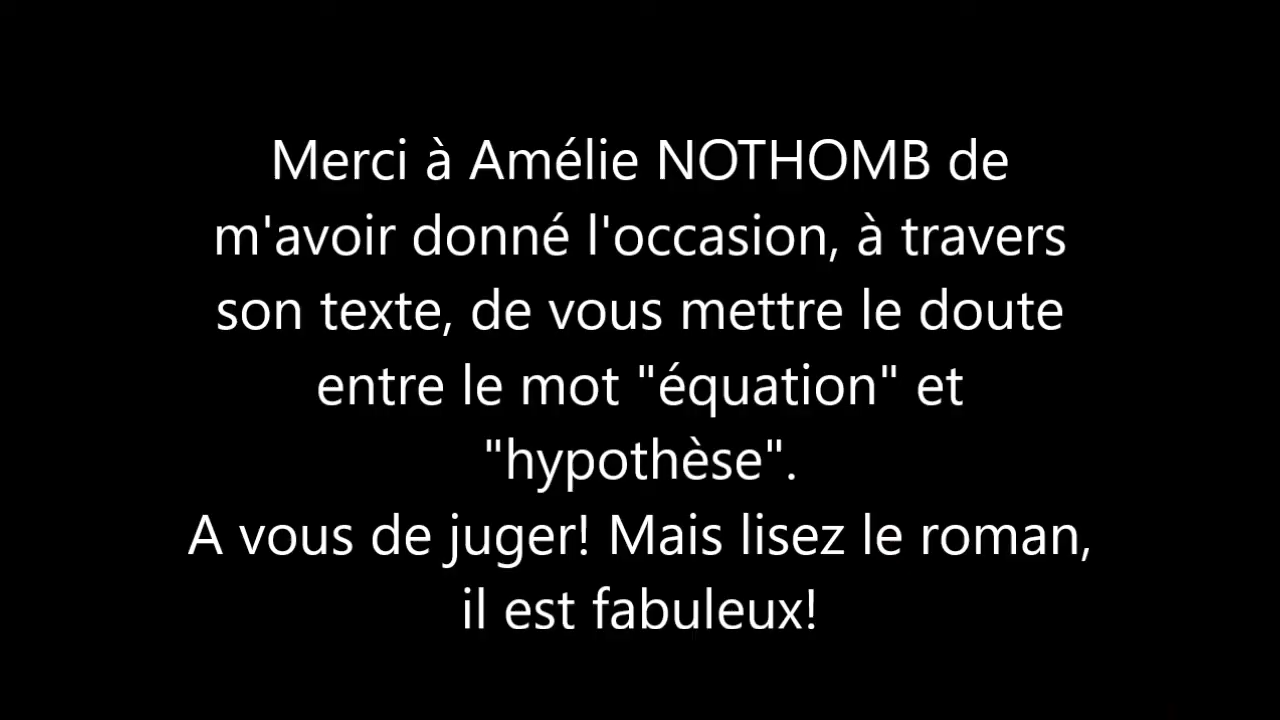 Merci à Amélie NOTHOMB de
m'avoir donné l'occasion, à travers
son texte, de vous mettre le doute
entre le mot "équation" et
"hypothèse".
A vous de juger! Mais lisez le roman,
il est fabuleux!